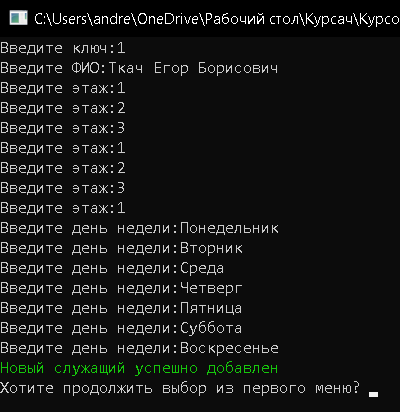 C:\Users\andre\OneDrive\Рабочий стол\Курсач\Курсо
Введите ключ:1
Введите ФИО:Ткач Егор Борисович
Введите этаж:1
Введите этаж:2
Введите этаж:3
Введите этаж:1
Введите этаж:2
Введите этаж:3
Введите этаж:1
Введите день недели:Понедельник
Введите день недели:Вторник
Введите день недели:Среда
Введите день недели:Четверг
Введите день недели:Пятница
Введите день недели:Суббота
Введите день недели:Воскресенье
Новый служащий успешно добавлен
Хотите продолжить выбор из первого меню?